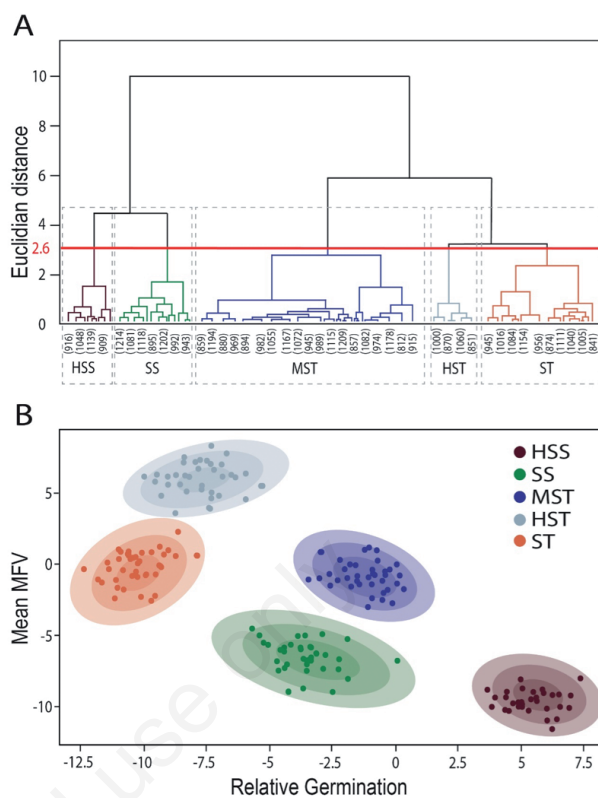 A
Euclidian distance
10
8
6
4
2.6
2
0
(916) (1048) (1139) (909) (1214) (1081) (1118) (895) (1202) (992) (943) (859) (1194) (880) (969) (894) (982) (1055) (1167) (1072) (945) (989) (1115) (1209) (857) (1082) (974) (1178) (812) (915) (1000) (870) (1060) (851) (945) (1016) (1084) (1154) (956) (874) (1111) (1040) (1005) (841)
HSS SS MST HST ST
B
HSS
SS
MST
HST
ST
Mean MFV
5
0
-5
-10
-12.5 -10 -7.5 -5 -2.5 0 2.5 5 7.5
Relative Germination
use only